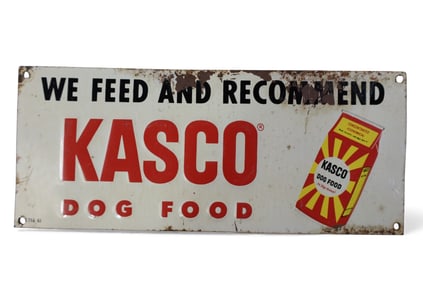 WE FEED AND RECOMMEND
KASCO®
DOG FOOD
KASCO
DOG FOOD